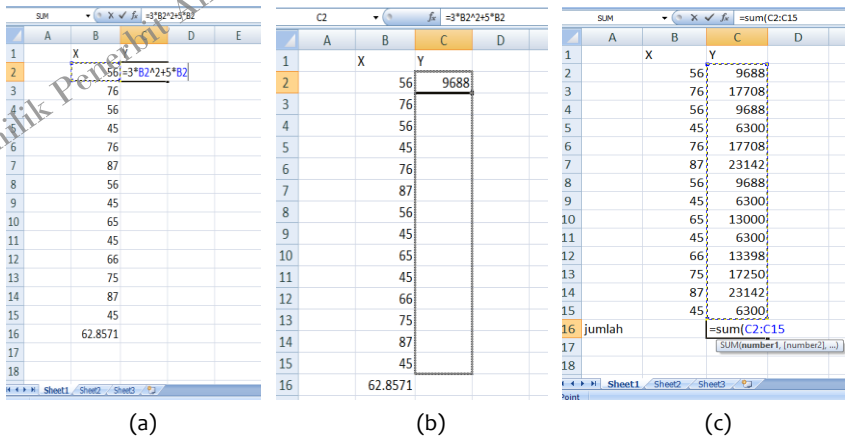 SUM =3*B2^2+5*B2
A B C D E
1 X
2 56 =3*B2^2+5*B2
3 76
4 56
5 45
6 76
7 87
8 56
9 45
10 65
11 45
12 66
13 75
14 87
15 45
16 62.8571
17
18
Sheet1 Sheet2 Sheet3
(a)
C2 fx =3*B2^2+5*B2
A B C D
1 X Y
2 56 9688
3 76
4 56
5 45
6 76
7 87
8 56
9 45
10 65
11 45
12 66
13 75
14 87
15 45
16 62.8571
(b)
SUM fx =sum(C2:C15
A B C D
1 X Y
2 56 9688
3 76 17708
4 56 9688
5 45 6300
6 76 17708
7 87 23142
8 56 9688
9 45 6300
10 65 13000
11 45 6300
12 66 13398
13 75 17250
14 87 23142
15 45 6300
16 jumlah =sum(C2:C15
17 SUM(number1, [number2], ...)
18
Sheet1 Sheet2 Sheet3
Point
(c)
Penerbit